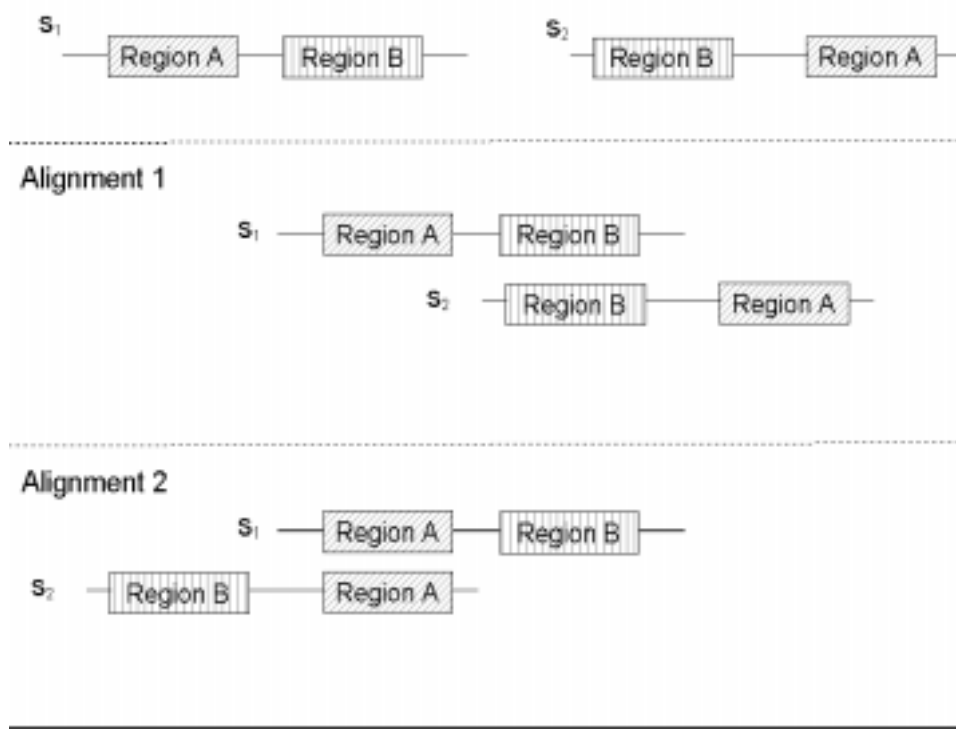 S1 Region A Region B S2 Region B Region A
Alignment 1
S1 Region A Region B
S2 Region B Region A
Alignment 2
S1 Region A Region B
S2 Region B Region A